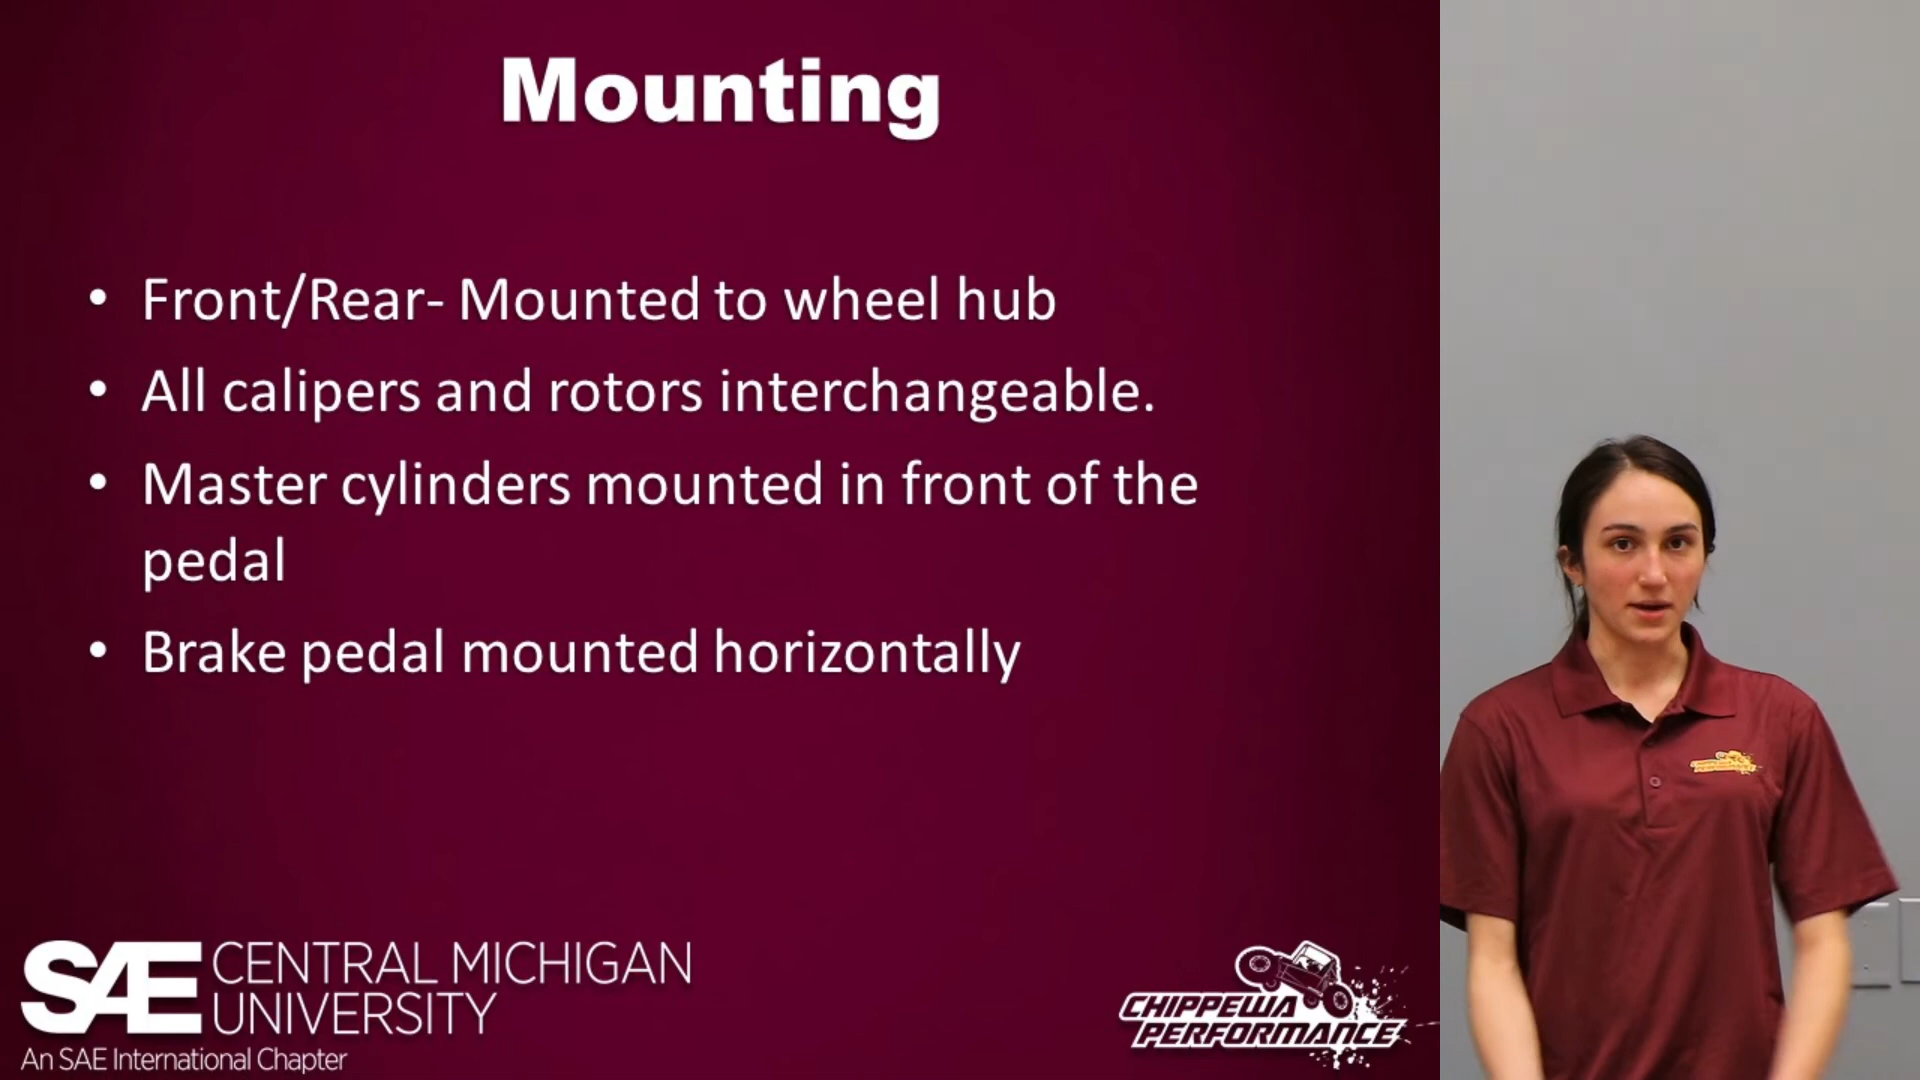 Mounting
• Front/Rear- Mounted to wheel hub
• All calipers and rotors interchangeable.
• Master cylinders mounted in front of the
pedal
• Brake pedal mounted horizontally
SAE CENTRAL MICHIGAN
UNIVERSITY
An SAE International Chapter
CHIPPEWA
PERFORMANCE